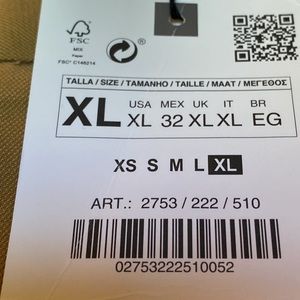 FSC
MIX
Paper
FSC® C146214
TALLA / SIZE / TAMANHO / TAILLE / MAAT / ΜΕΓΕΘΟΣ
XL
USA MEX UK IT BR
XL 32 XL XL EG
XS S M L XL
ART.: 2753 / 222 / 510
02753222510052